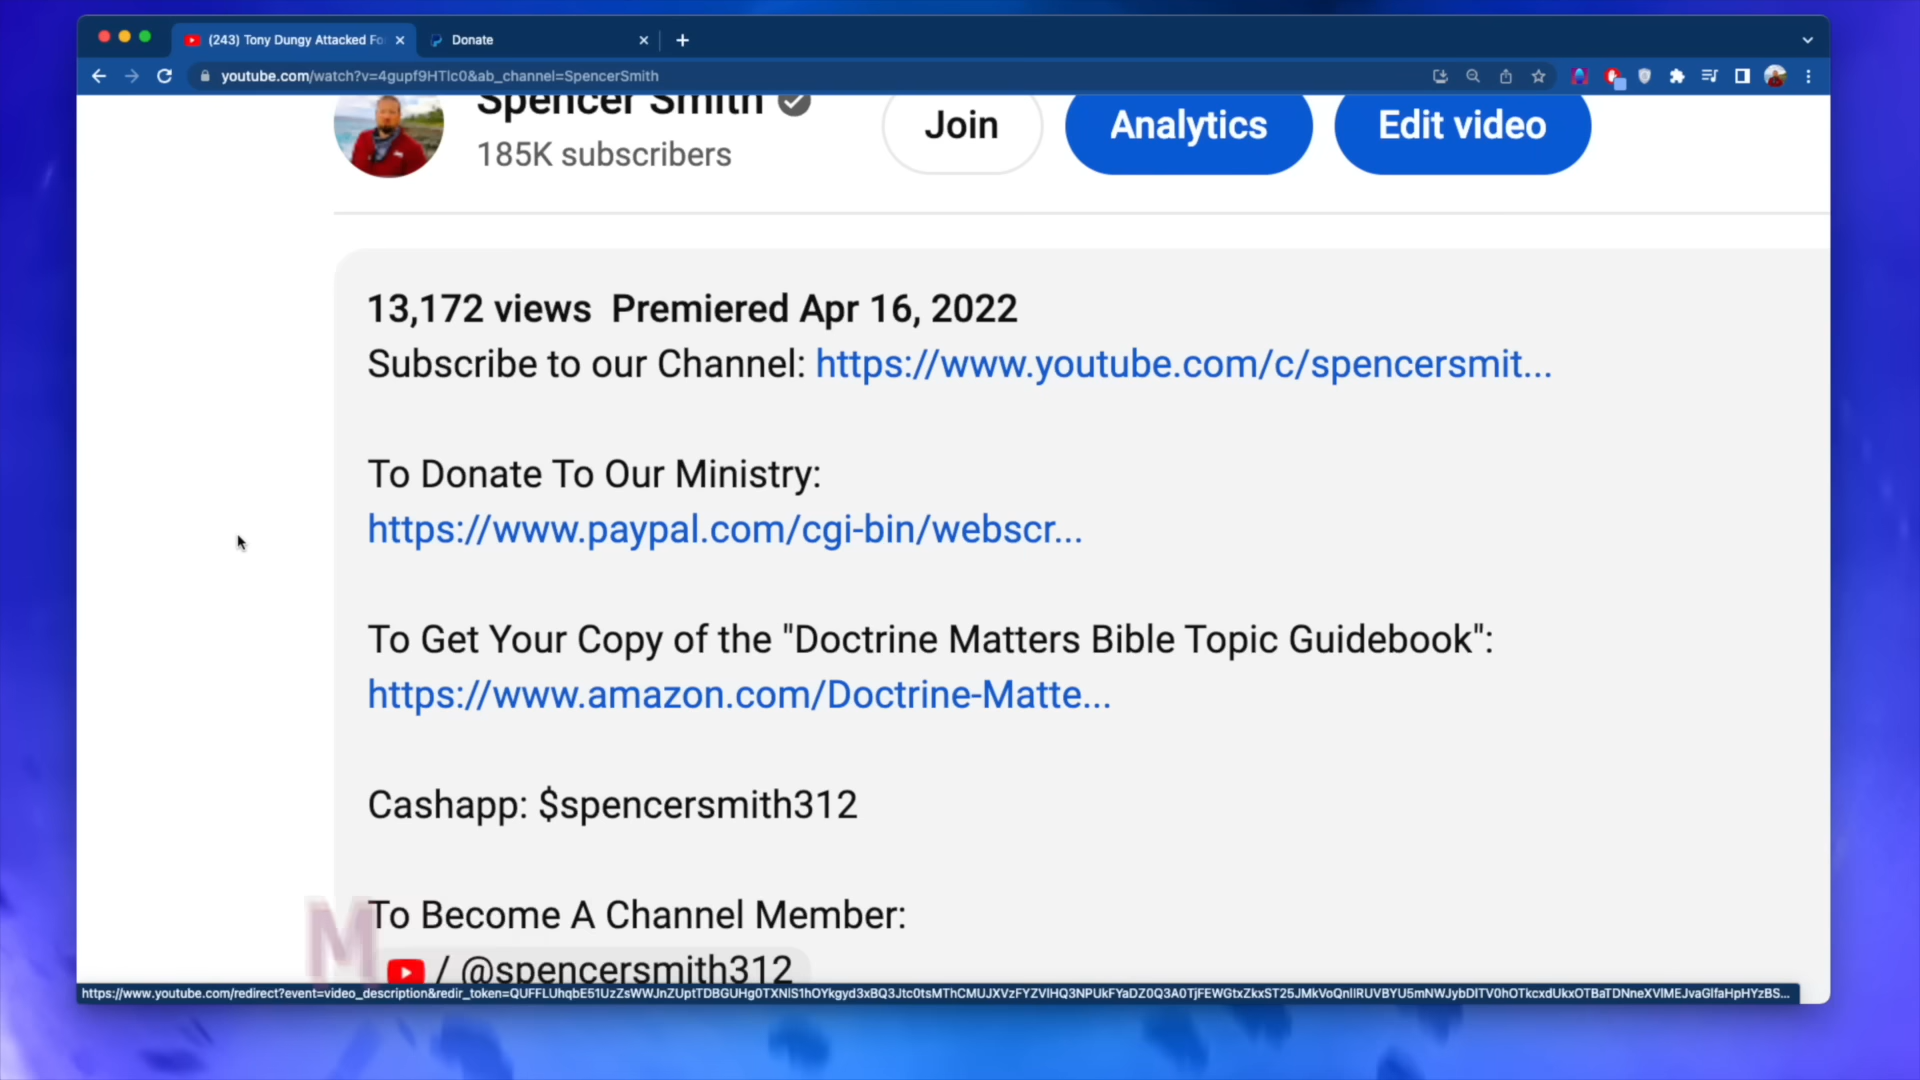 (243) Tony Dungy Attacked Fo
Donate
youtube.com/watch?v=4gupf9HTlc0&ab_channel=SpencerSmith
Spencer Smith
185K subscribers
Join
Analytics
Edit video
13,172 views Premiered Apr 16, 2022
Subscribe to our Channel: https://www.youtube.com/c/spencersmit...
To Donate To Our Ministry:
https://www.paypal.com/cgi-bin/webscr...
To Get Your Copy of the "Doctrine Matters Bible Topic Guidebook":
https://www.amazon.com/Doctrine-Matte...
Cashapp: $spencersmith312
To Become A Channel Member:
M
/ @spencersmith312